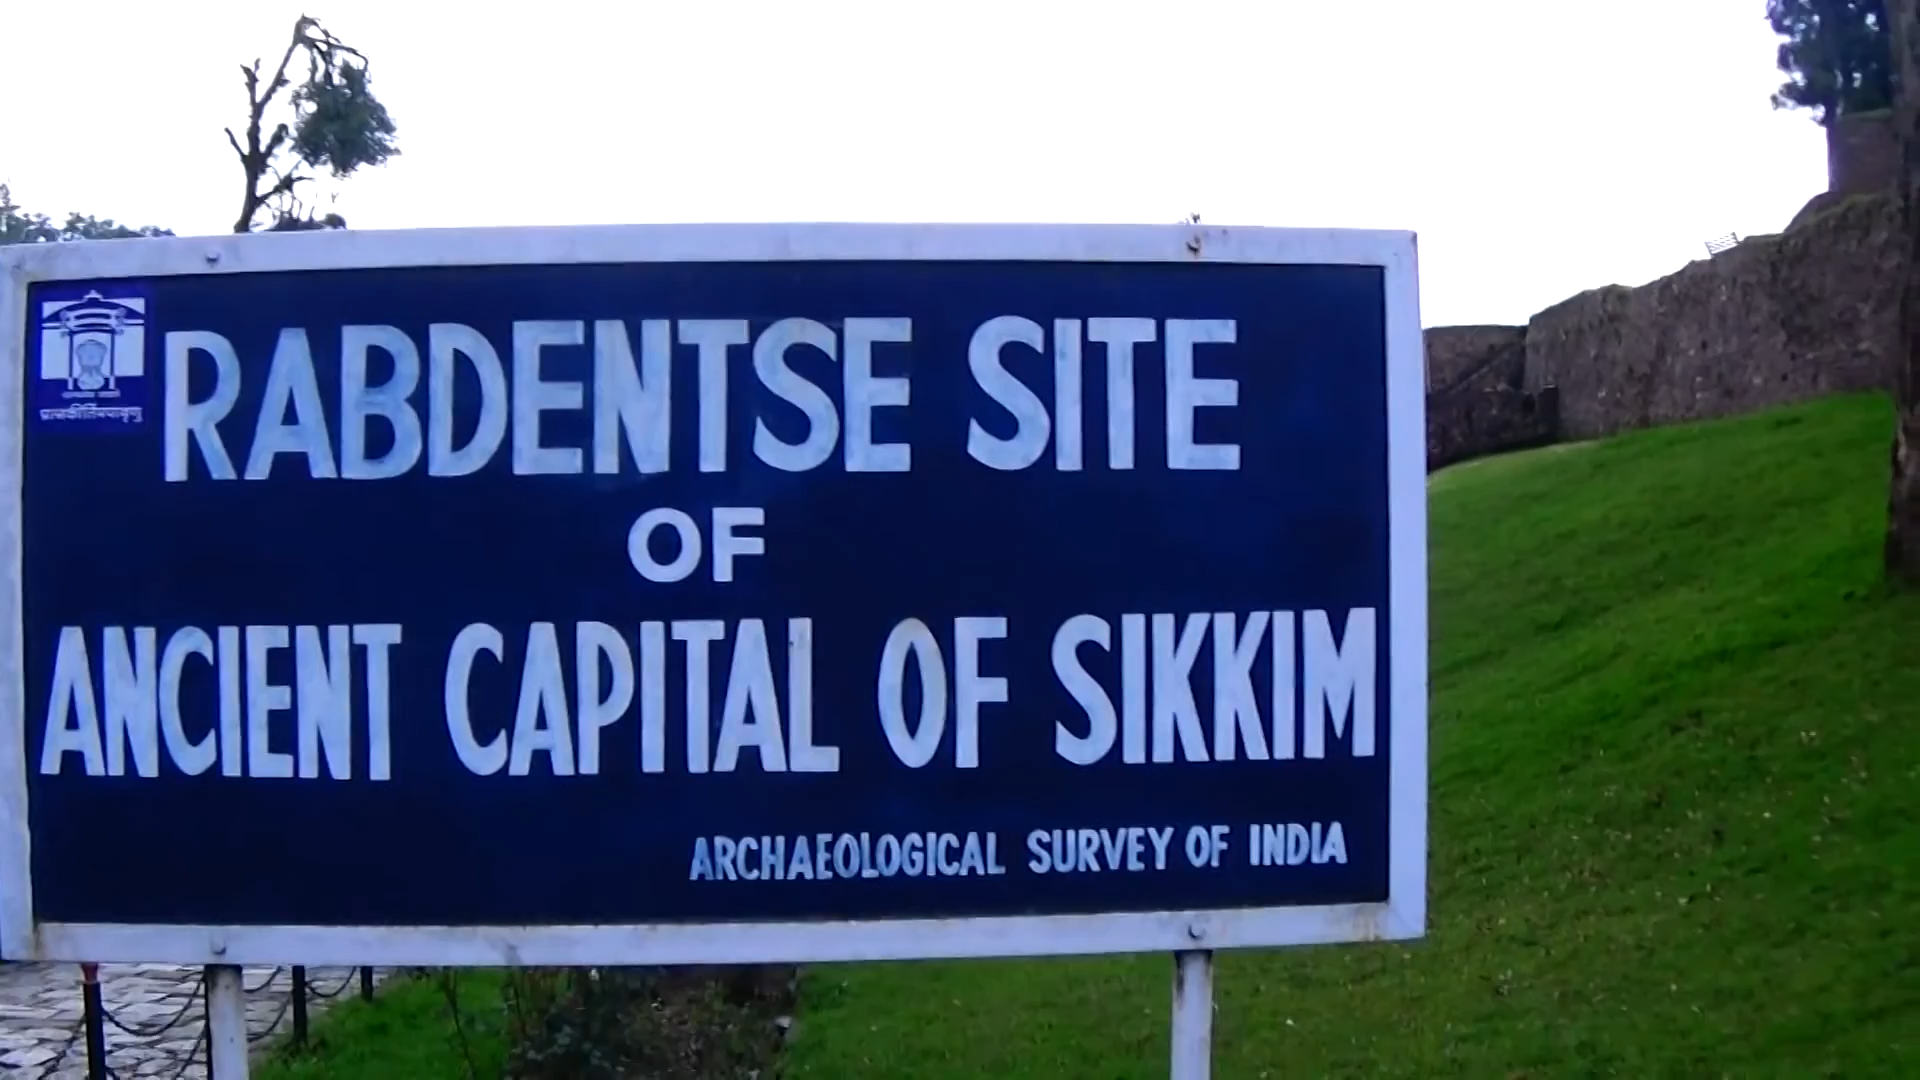 RABDENTSE SITE
OF
ANCIENT CAPITAL OF SIKKIM
ARCHAEOLOGICAL SURVEY OF INDIA